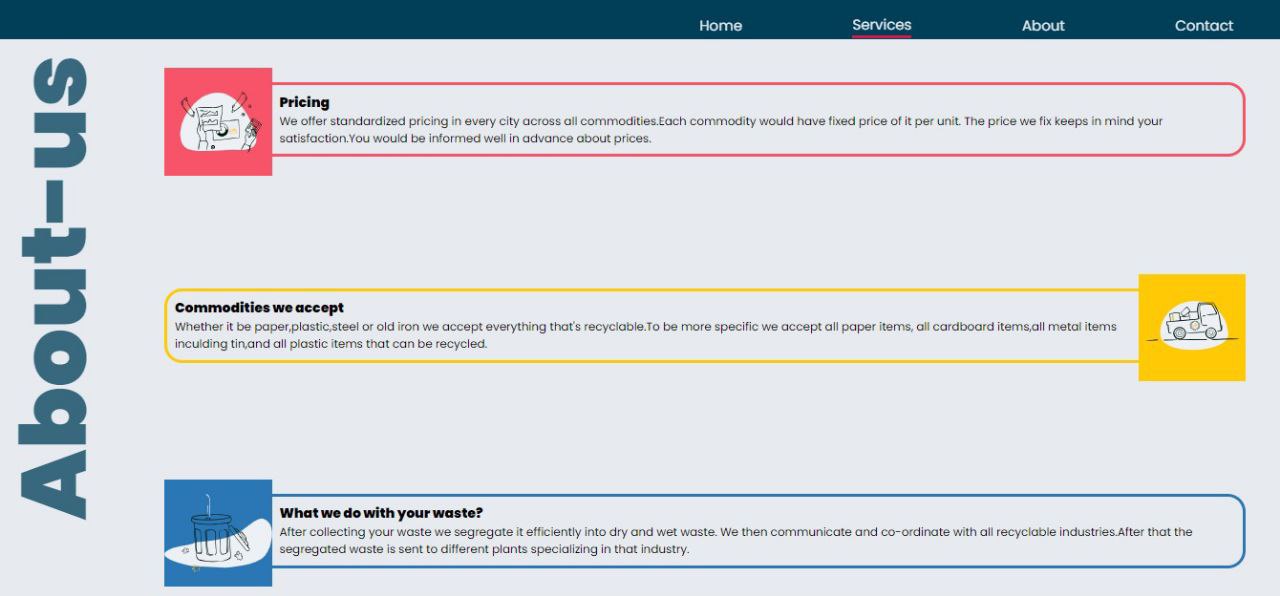 Home Services About Contact
About-us
Pricing
We offer standardized pricing in every city across all commodities.Each commodity would have fixed price of it per unit. The price we fix keeps in mind your
satisfaction.You would be informed well in advance about prices.
Commodities we accept
Whether it be paper,plastic,steel or old iron we accept everything that's recyclable.To be more specific we accept all paper items, all cardboard items,all metal items
inculding tin,and all plastic items that can be recycled.
What we do with your waste?
After collecting your waste we segregate it efficiently into dry and wet waste. We then communicate and co-ordinate with all recyclable industries.After that the
segregated waste is sent to different plants specializing in that industry.